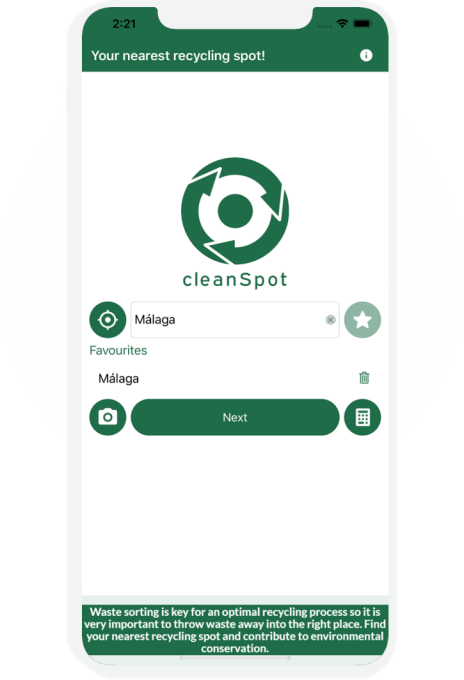 2:21
Your nearest recycling spot!
cleanSpot
Málaga
Favourites
Málaga
Next
Waste sorting is key for an optimal recycling process so it is
very important to throw waste away into the right place. Find
your nearest recycling spot and contribute to environmental
conservation.